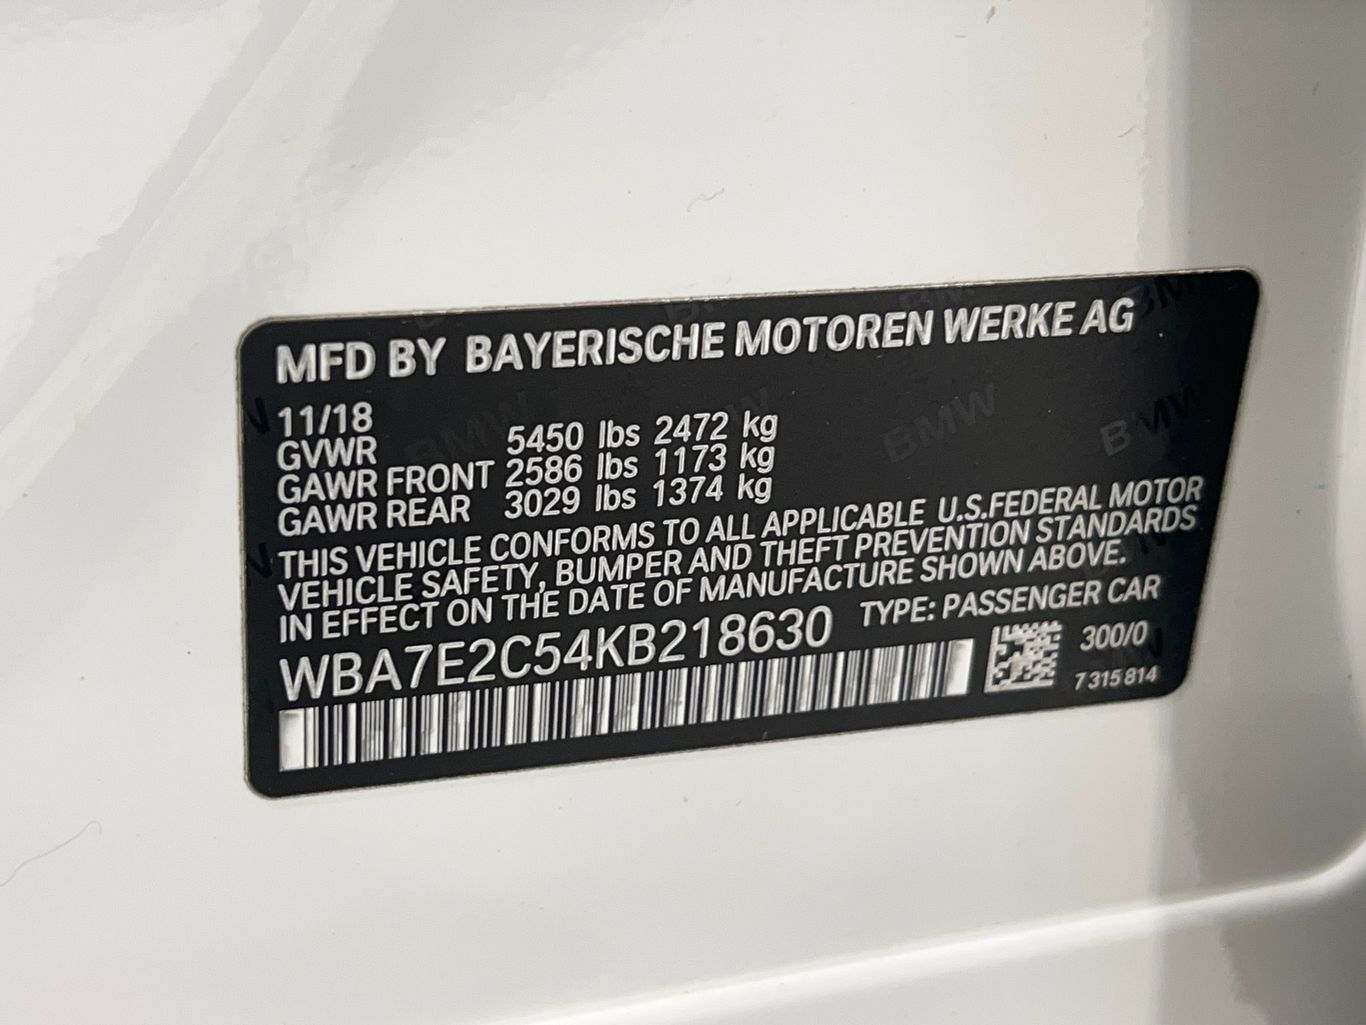 MFD BY BAYERISCHE MOTOREN WERKE AG
11/18
GVWR 5450 lbs 2472 kg
GAWR FRONT 2586 lbs 1173 kg
GAWR REAR 3029 lbs 1374 kg
THIS VEHICLE CONFORMS TO ALL APPLICABLE U.S.FEDERAL MOTOR
VEHICLE SAFETY, BUMPER AND THEFT PREVENTION STANDARDS
IN EFFECT ON THE DATE OF MANUFACTURE SHOWN ABOVE.
WBA7E2C54KB218630 TYPE: PASSENGER CAR
300/0
7 315 814